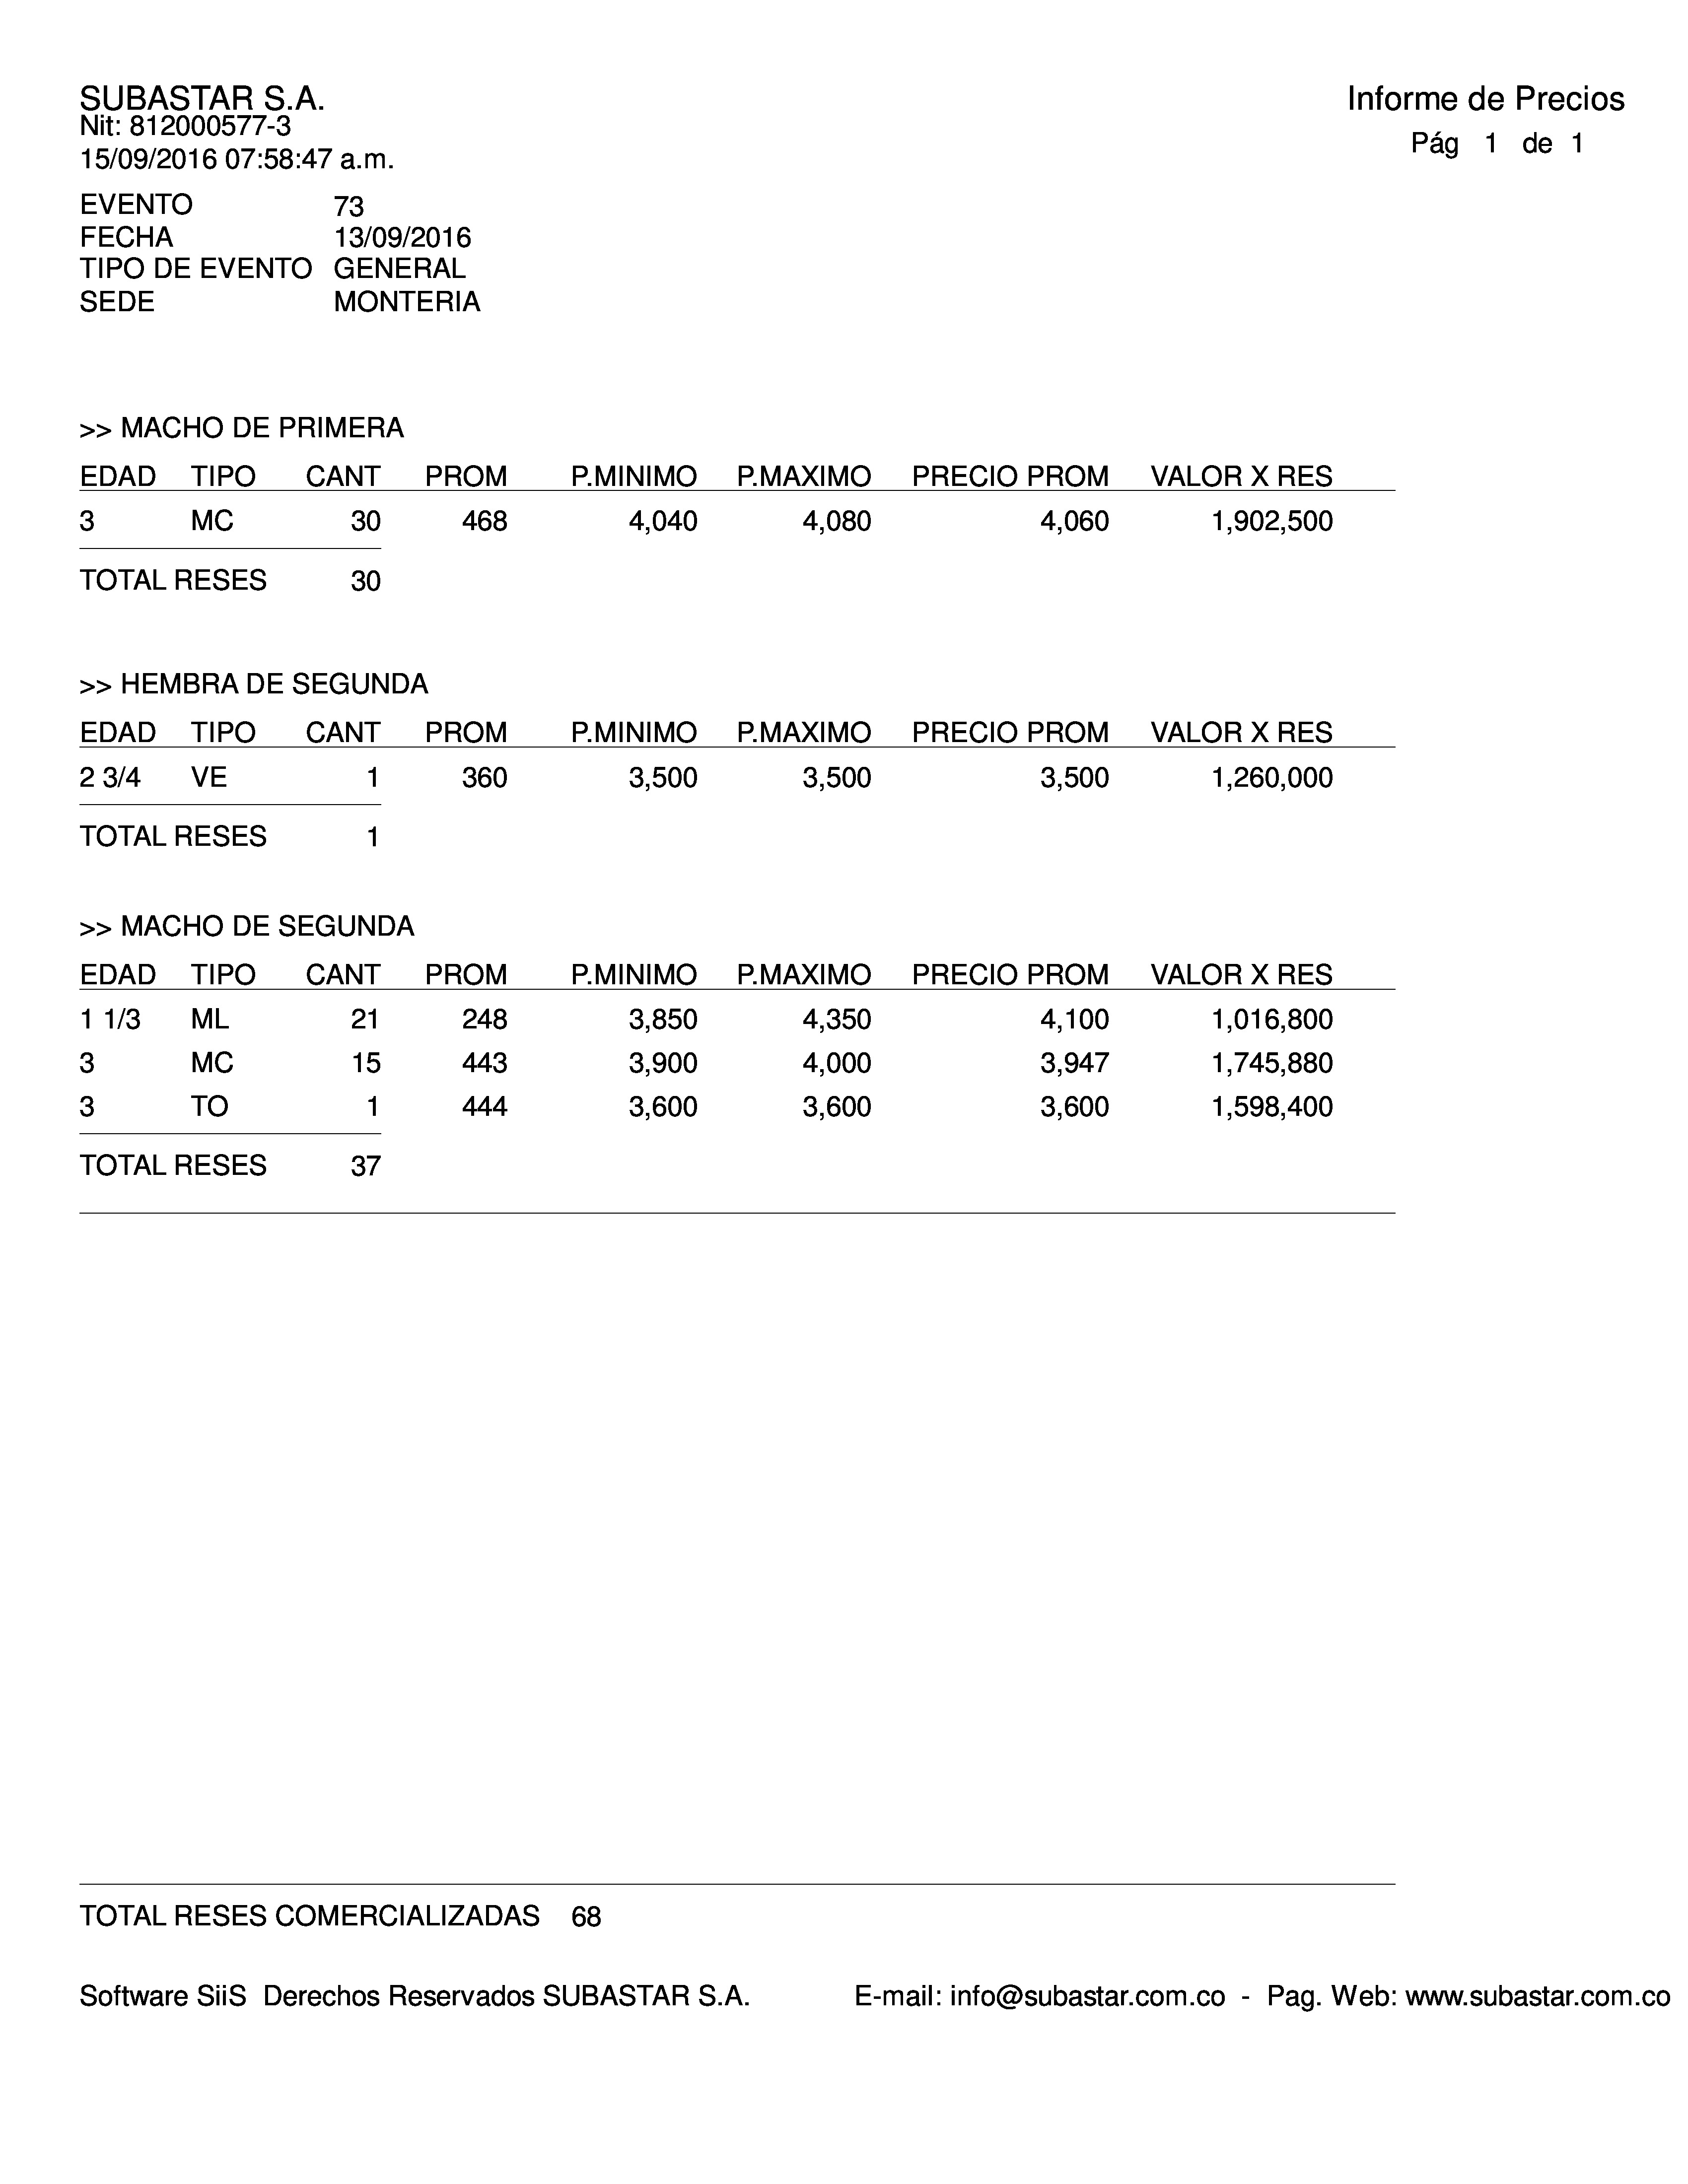 SUBASTAR S.A.
Informe de Precios
Nit: 812000577-3
Pág 1 de 1
15/09/2016 07:58:47 a.m.
EVENTO 73
FECHA 13/09/2016
TIPO DE EVENTO GENERAL
SEDE MONTERIA
>> MACHO DE PRIMERA
EDAD TIPO CANT PROM P.MINIMO P.MAXIMO PRECIO PROM VALOR X RES
3 MC 30 468 4,040 4,080 4,060 1,902,500
TOTAL RESES 30
>> HEMBRA DE SEGUNDA
EDAD TIPO CANT PROM P.MINIMO P.MAXIMO PRECIO PROM VALOR X RES
2 3/4 VE 1 360 3,500 3,500 3,500 1,260,000
TOTAL RESES 1
>> MACHO DE SEGUNDA
EDAD TIPO CANT PROM P.MINIMO P.MAXIMO PRECIO PROM VALOR X RES
1 1/3 ML 21 248 3,850 4,350 4,100 1,016,800
3 MC 15 443 3,900 4,000 3,947 1,745,880
3 TO 1 444 3,600 3,600 3,600 1,598,400
TOTAL RESES 37
TOTAL RESES COMERCIALIZADAS 68
Software SiiS Derechos Reservados SUBASTAR S.A. E-mail: info@subastar.com.co - Pag. Web: www.subastar.com.co